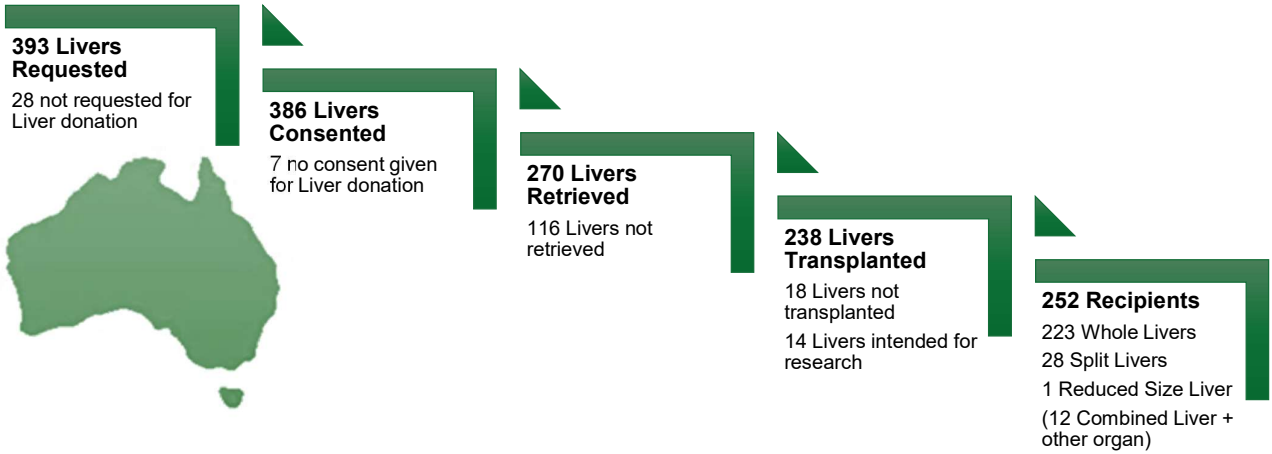 393 Livers
Requested
28 not requested for
Liver donation
386 Livers
Consented
7 no consent given
for Liver donation
270 Livers
Retrieved
116 Livers not
retrieved
238 Livers
Transplanted
18 Livers not
transplanted
14 Livers intended for
research
252 Recipients
223 Whole Livers
28 Split Livers
1 Reduced Size Liver
(12 Combined Liver +
other organ)